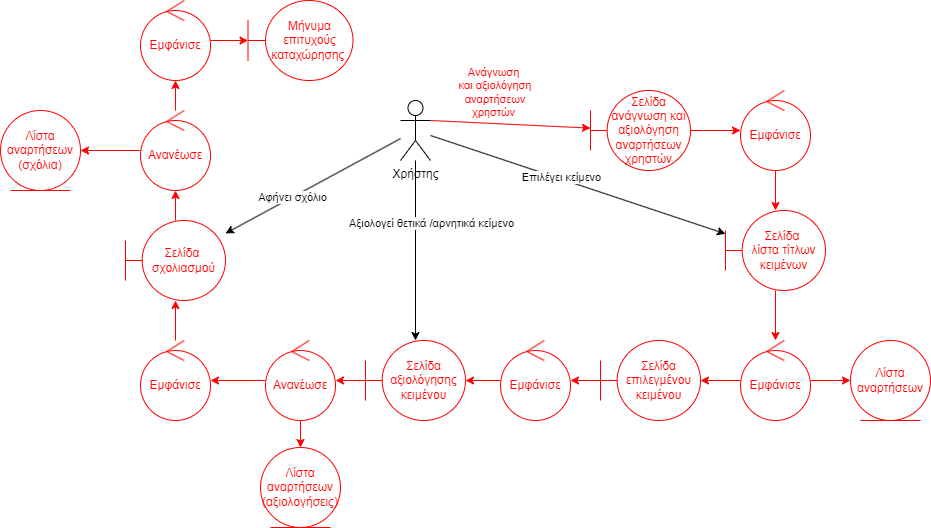 Μήνυμα
επιτυχούς
καταχώρησης
Εμφάνισε
Ανάγνωση
και αξιολόγηση
αναρτήσεων
χρηστών
Σελίδα
ανάγνωση και
αξιολόγηση
αναρτήσεων
χρηστών
Εμφάνισε
Λίστα
αναρτήσεων
(σχόλια)
Ανανέωσε
Χρήστης
Επιλέγει κείμενο
Αφήνει σχόλιο
Αξιολογεί θετικά /αρνητικά κείμενο
Σελίδα
σχολιασμού
Σελίδα
λίστα τίτλων
κειμένων
Εμφάνισε
Ανανέωσε
Σελίδα
αξιολόγησης
κειμένου
Εμφάνισε
Σελίδα
επιλεγμένου
κειμένου
Εμφάνισε
Λίστα
αναρτήσεων
Λίστα
αναρτήσεων
(αξιολογήσεις)